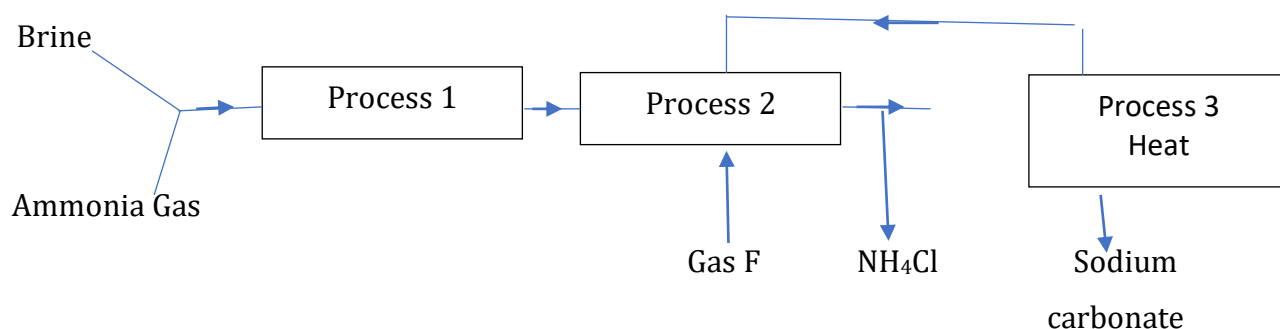 Brine
Process 1
Process 2
Process 3
Heat
Ammonia Gas
Gas F
NH₄Cl
Sodium
carbonate